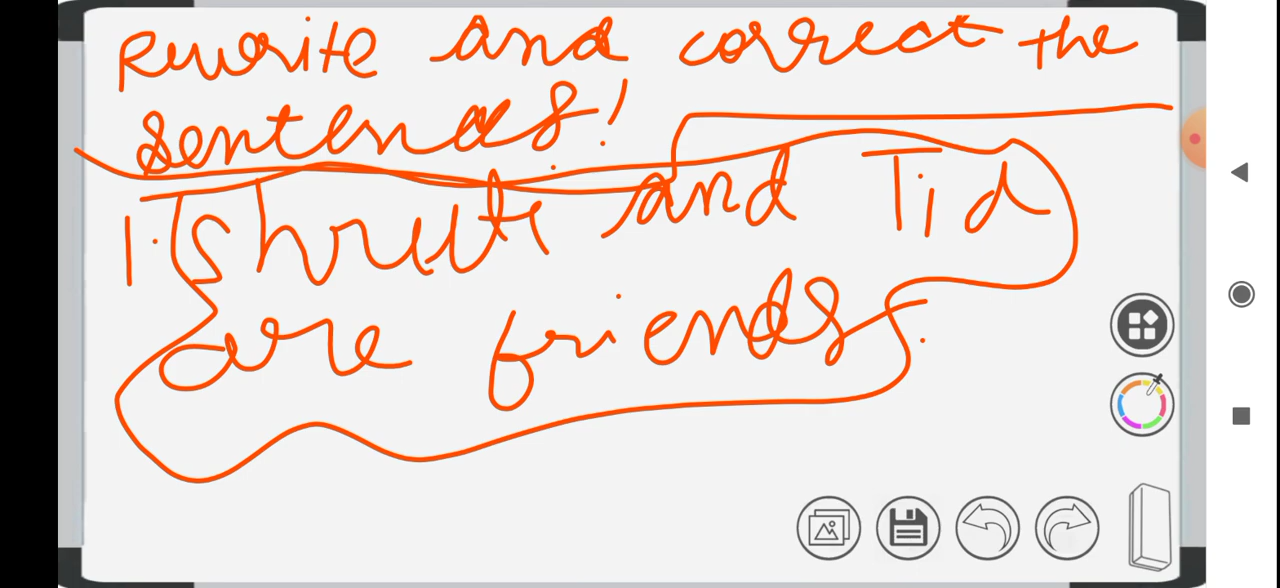 Rewrite and correct the
sentences!
1. Shruti and Tid
are friends.